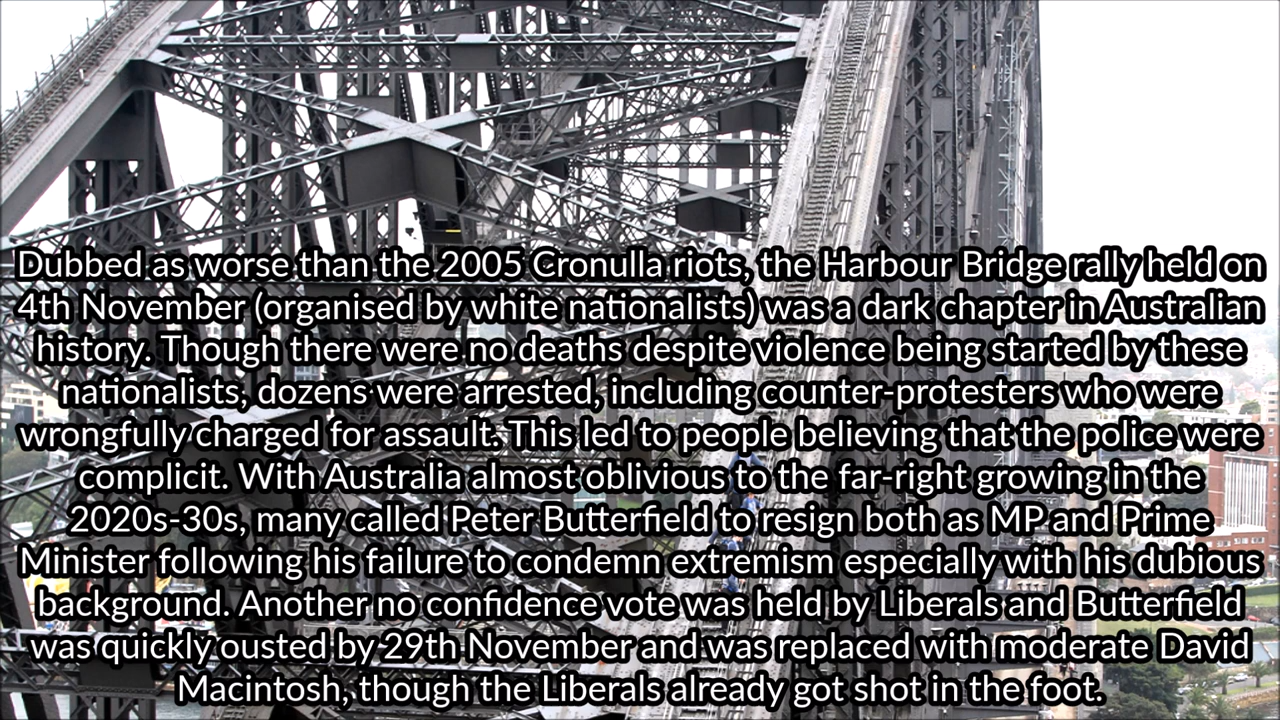 Dubbed as worse than the 2005 Cronulla riots, the Harbour Bridge rally held on
4th November (organised by white nationalists) was a dark chapter in Australian
history. Though there were no deaths despite violence being started by these
nationalists, dozens were arrested, including counter-protesters who were
wrongfully charged for assault. This led to people believing that the police were
complicit. With Australia almost oblivious to the far-right growing in the
2020s-30s, many called Peter Butterfield to resign both as MP and Prime
Minister following his failure to condemn extremism especially with his dubious
background. Another no confidence vote was held by Liberals and Butterfield
was quickly ousted by 29th November and was replaced with moderate David
Macintosh, though the Liberals already got shot in the foot.